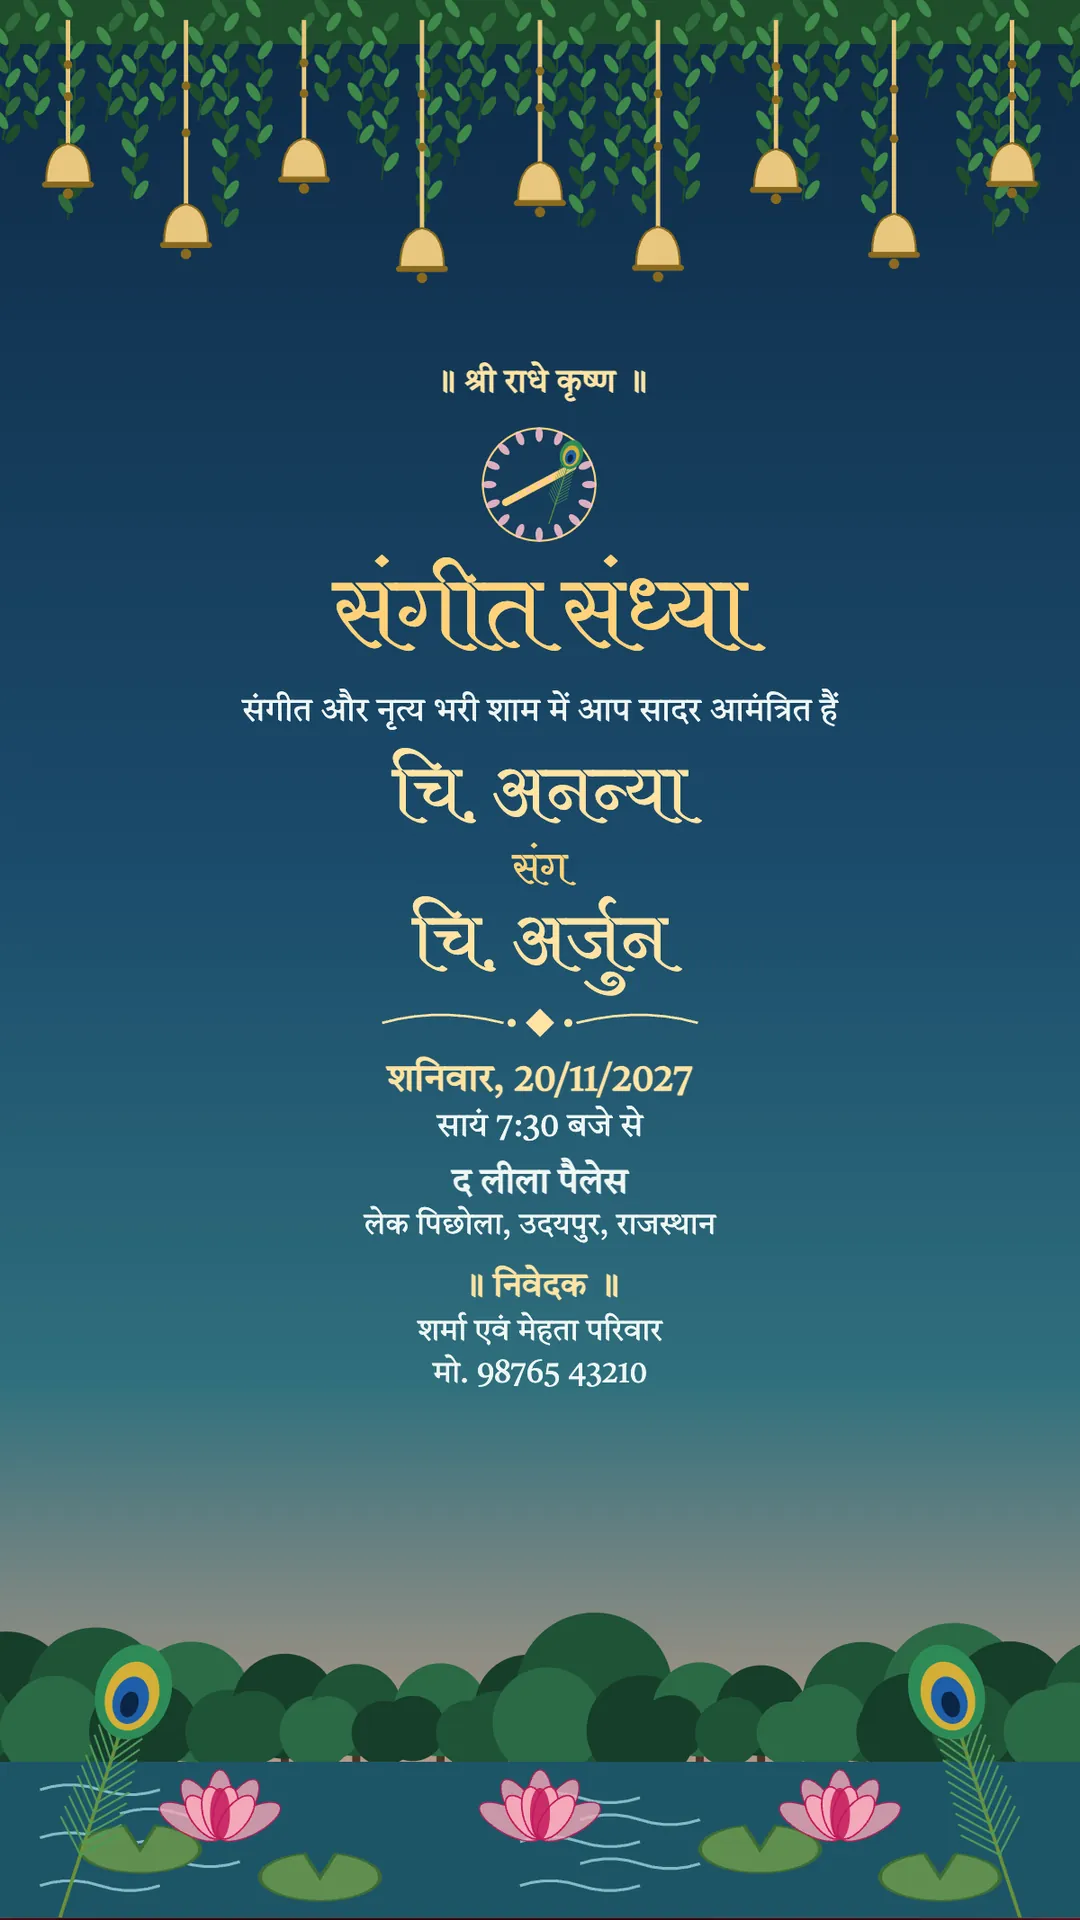 ॥ श्री राधे कृष्ण ॥
संगीत संध्या
संगीत और नृत्य भरी शाम में आप सादर आमंत्रित हैं
चि. अनन्या
संग
चि. अर्जुन
शनिवार, 20/11/2027
सायं 7:30 बजे से
द लीला पैलेस
लेक पिछोला, उदयपुर, राजस्थान
॥ निवेदक ॥
शर्मा एवं मेहता परिवार
मो. 98765 43210